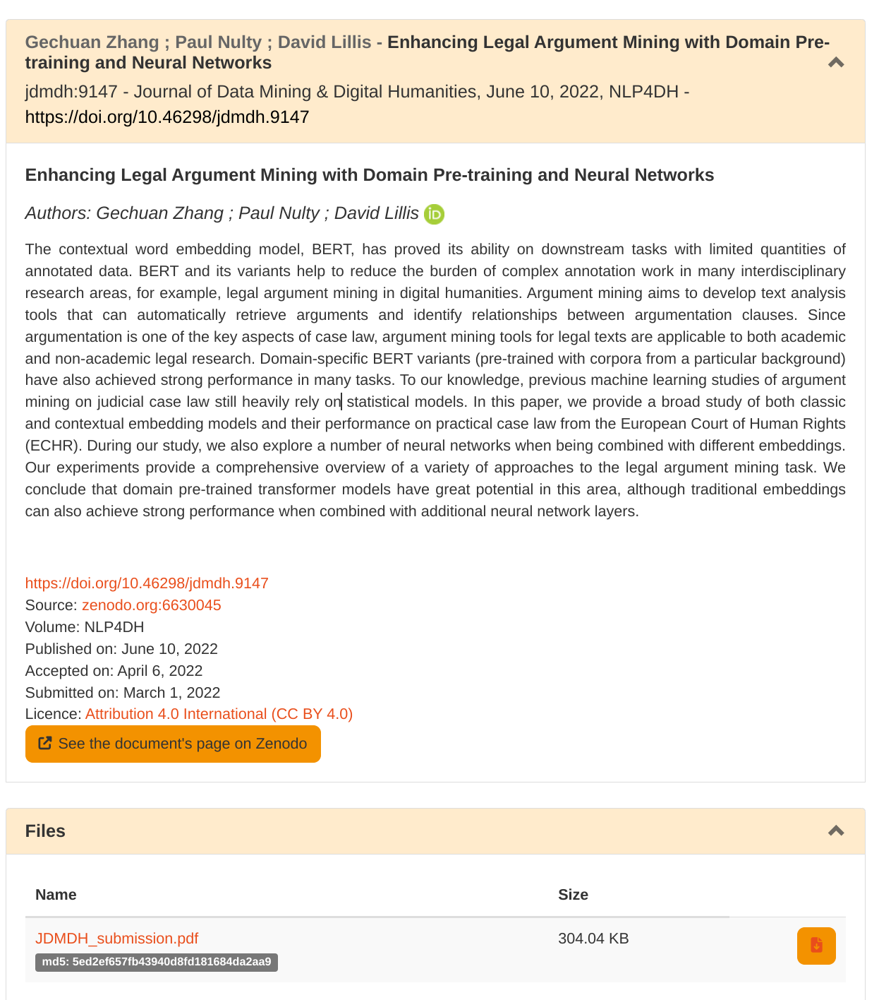 Gechuan Zhang ; Paul Nulty ; David Lillis - Enhancing Legal Argument Mining with Domain Pre-
training and Neural Networks
jdmdh:9147 - Journal of Data Mining & Digital Humanities, June 10, 2022, NLP4DH -
https://doi.org/10.46298/jdmdh.9147
Enhancing Legal Argument Mining with Domain Pre-training and Neural Networks
Authors: Gechuan Zhang ; Paul Nulty ; David Lillis iD
The contextual word embedding model, BERT, has proved its ability on downstream tasks with limited quantities of
annotated data. BERT and its variants help to reduce the burden of complex annotation work in many interdisciplinary
research areas, for example, legal argument mining in digital humanities. Argument mining aims to develop text analysis
tools that can automatically retrieve arguments and identify relationships between argumentation clauses. Since
argumentation is one of the key aspects of case law, argument mining tools for legal texts are applicable to both academic
and non-academic legal research. Domain-specific BERT variants (pre-trained with corpora from a particular background)
have also achieved strong performance in many tasks. To our knowledge, previous machine learning studies of argument
mining on judicial case law still heavily rely on statistical models. In this paper, we provide a broad study of both classic
and contextual embedding models and their performance on practical case law from the European Court of Human Rights
(ECHR). During our study, we also explore a number of neural networks when being combined with different embeddings.
Our experiments provide a comprehensive overview of a variety of approaches to the legal argument mining task. We
conclude that domain pre-trained transformer models have great potential in this area, although traditional embeddings
can also achieve strong performance when combined with additional neural network layers.
https://doi.org/10.46298/jdmdh.9147
Source: zenodo.org:6630045
Volume: NLP4DH
Published on: June 10, 2022
Accepted on: April 6, 2022
Submitted on: March 1, 2022
Licence: Attribution 4.0 International (CC BY 4.0)
See the document's page on Zenodo
Files
Name Size
JDMDH_submission.pdf 304.04 KB
md5: 5ed2ef657fb43940d8fd181684da2aa9